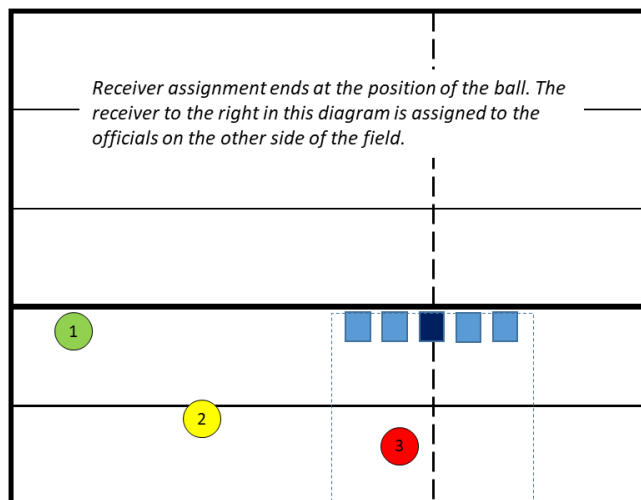 Receiver assignment ends at the position of the ball. The
receiver to the right in this diagram is assigned to the
officials on the other side of the field.
1
2
3